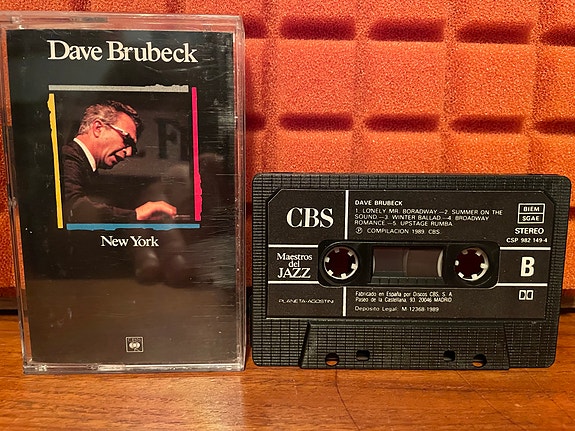 Dave Brubeck
New York
CBS
DAVE BRUBECK
1. LONELY MR. BORADWAY.—2. SUMMER ON THE
SOUND.—3. WINTER BALLAD.—4. BROADWAY
ROMANCE.—5. UPSTAGE RUMBA
Ⓟ COMPILACION 1989. CBS.
BIEM
SGAE
STEREO
CSP 982 149-4
Maestros
del
JAZZ
B
PLANETA-AGOSTINI
Fabricado en España por Discos CBS, S. A.
Paseo de la Castellana, 93. 20046 MADRID
Depósito Legal: M. 12368-1989